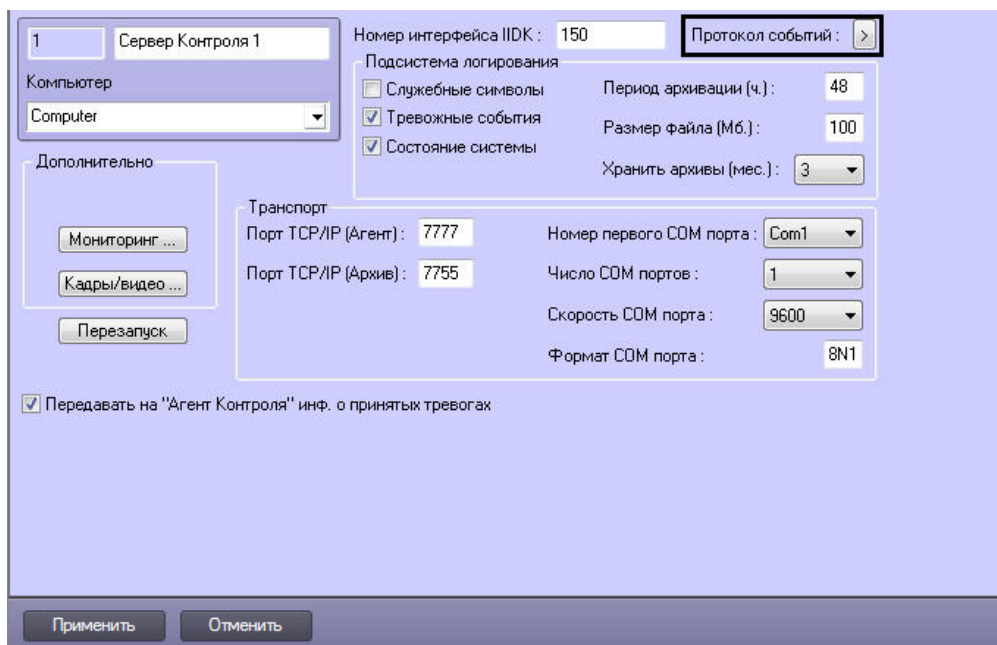 1 Сервер Контроля 1 Номер интерфейса IIDK : 150 Протокол событий : >
Компьютер
Computer
Подсистема логирования
Служебные символы Период архивации (ч.) : 48
Тревожные события Размер файла (Мб.) : 100
Состояние системы Хранить архивы (мес.) : 3
Дополнительно
Мониторинг ...
Кадры/видео ...
Перезапуск
Транспорт
Порт TCP/IP (Агент) : 7777 Номер первого COM порта : Com1
Порт TCP/IP (Архив) : 7755 Число COM портов : 1
Скорость COM порта : 9600
Формат COM порта : 8N1
Передавать на "Агент Контроля" инф. о принятых тревогах
Применить Отменить